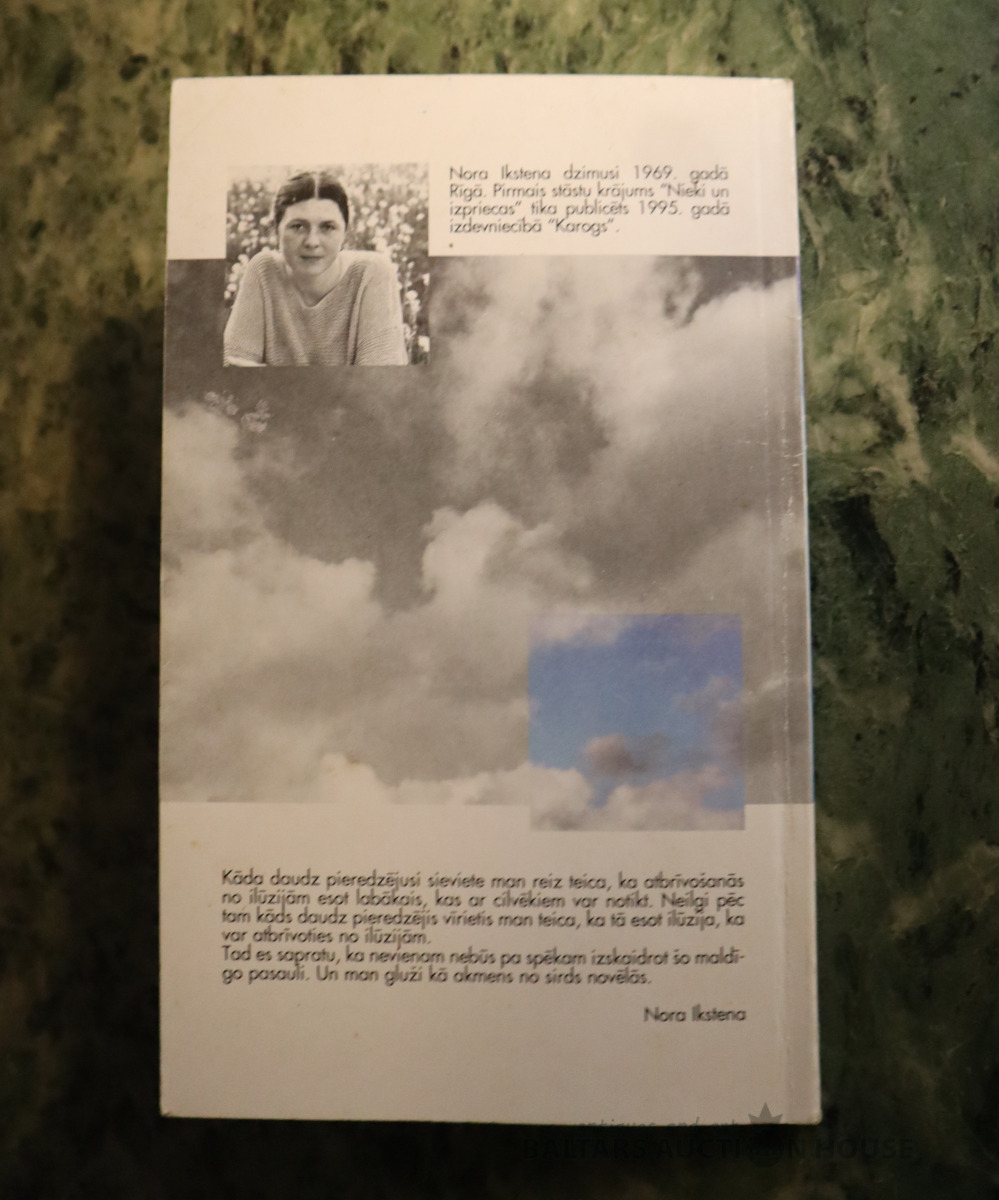 Nora Ikstena dzimusi 1969. gadā
Rīgā. Pirmais stāstu krājums "Nieki un
izpriecas" tika publicēts 1995. gadā
izdevniecībā "Karogs".
Kāda daudz pieredzējusi sieviete man reiz teica, ka atbrīvošanās
no ilūzijām esot labākais, kas ar cilvēkiem var notikt. Neilgi pēc
tam kāds daudz pieredzējis vīrietis man teica, ka tā esot ilūzija, ka
var atbrīvoties no ilūzijām.
Tad es sapratu, ka nevienam nebūs pa spēkam izskaidrot šo maldī-
go pasauli. Un man gluži kā akmens no sirds novēlās.
Nora Ikstena
BALTARS AUCTION HOUSE